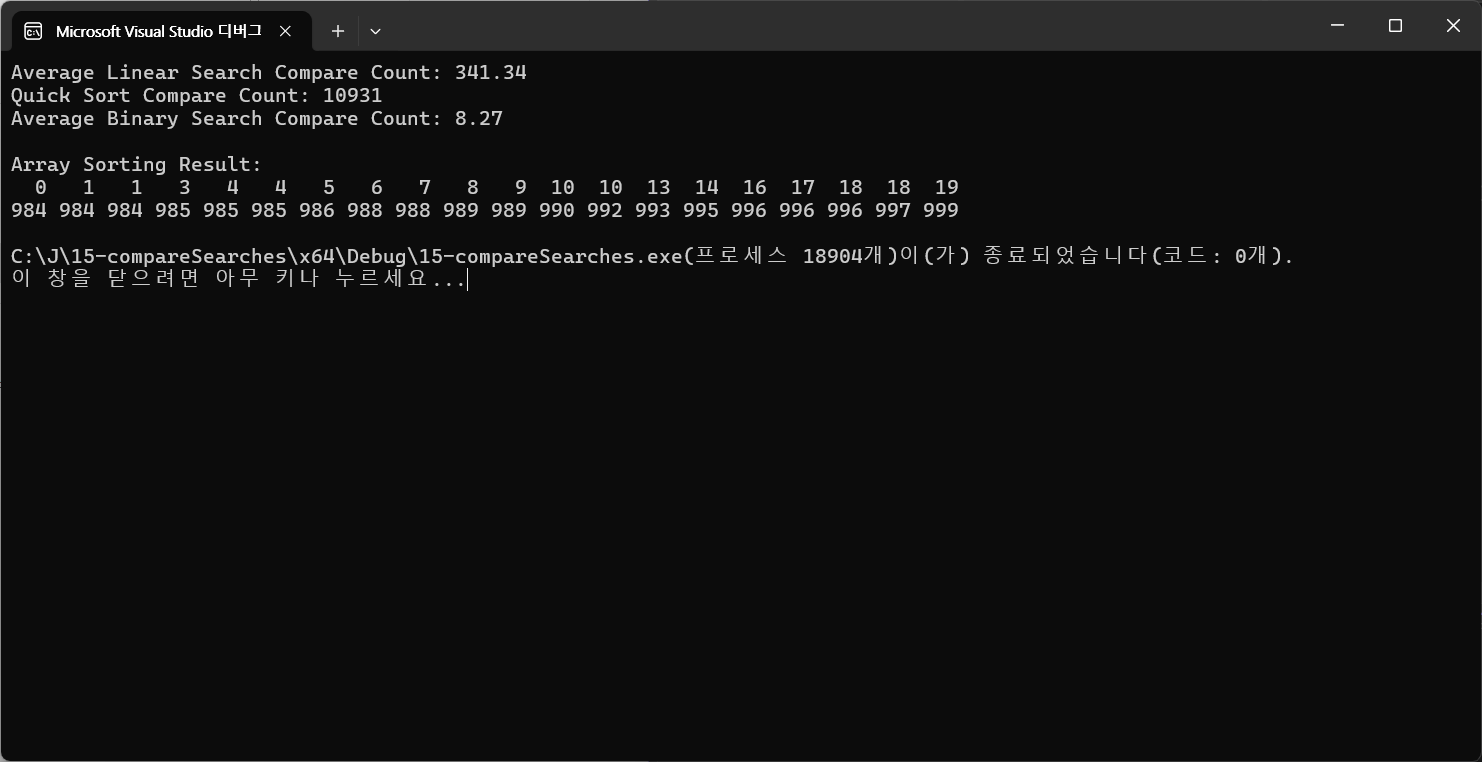 Microsoft Visual Studio 디버그
Average Linear Search Compare Count: 341.34
Quick Sort Compare Count: 10931
Average Binary Search Compare Count: 8.27
Array Sorting Result:
0 1 1 3 4 4 5 6 7 8 9 10 10 13 14 16 17 18 18 19
984 984 984 985 985 985 986 988 988 989 989 990 992 993 995 996 996 996 997 999
C:\J\15-compareSearches\x64\Debug\15-compareSearches.exe(프로세스 18904개)이(가) 종료되었습니다(코드: 0개).
이 창을 닫으려면 아무 키나 누르세요...